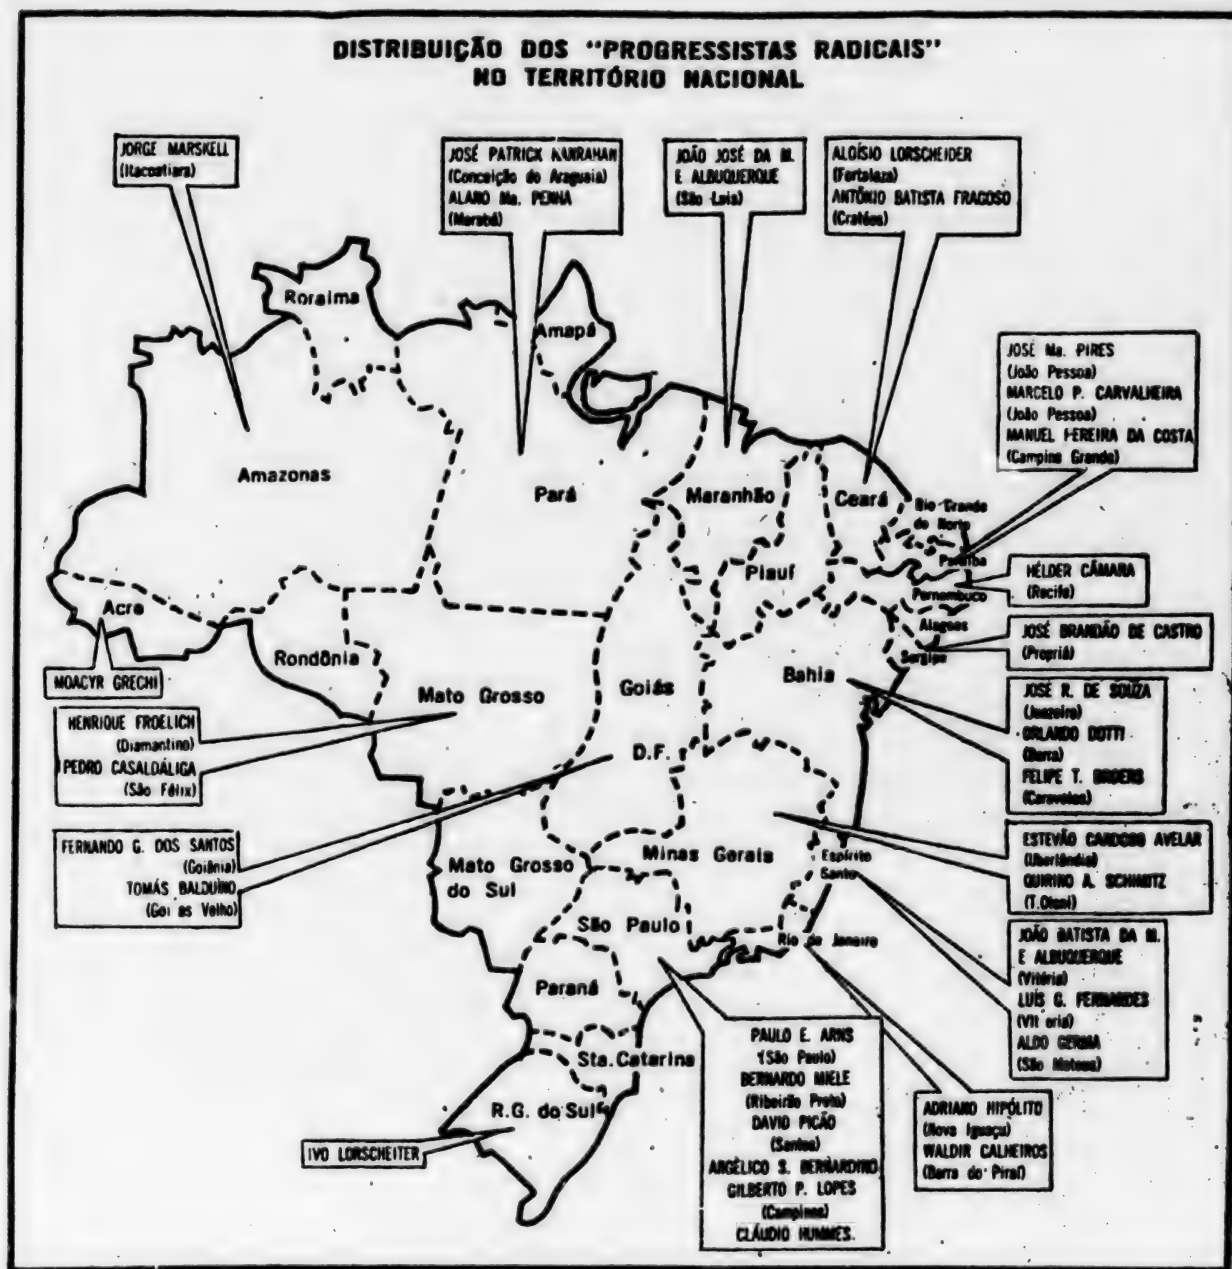 DISTRIBUIÇÃO DOS "PROGRESSISTAS RADICAIS"
NO TERRITÓRIO NACIONAL
JORGE MARSKELL
(Itacoatiara)
JOSÉ PATRICK HANRAHAN
(Conceição do Araguaia)
ALANO Ma. PENHA
(Marabá)
JOÃO JOSÉ DA M.
E ALBUQUERQUE
(São Luis)
ALOÍSIO LORSCHEIDER
(Fortaleza)
ANTÔNIO BATISTA FRAGOSO
(Cratéos)
JOSÉ Ma. PIRES
(João Pessoa)
MARCELO P. CARVALHEIRA
(João Pessoa)
MANUEL PEREIRA DA COSTA
(Campina Grande)
Roraima
Amapá
Amazonas
Pará
Maranhão
Ceará
Rio Grande
do Norte
Paraíba
Piauí
HÉLDER CÂMARA
(Recife)
Pernambuco
Acre
Alagoas
JOSÉ BRANDÃO DE CASTRO
(Propriá)
Sergipe
Rondônia
Bahia
MOACYR GRECHI
Mato Grosso
Goiás
JOSÉ R. DE SOUZA
(Juazeiro)
ORLANDO DOTTI
(Barra)
FELIPE T. BROERS
(Caravelas)
HENRIQUE FROELICH
(Diamantino)
PEDRO CASALDÁLIGA
(São Félix)
D.F.
FERNANDO G. DOS SANTOS
(Goiânia)
TOMÁS BALDUÍNO
(Goi as Velho)
Mato Grosso
do Sul
Minas Gerais
Espírito
Santo
ESTEVÃO CARDOSO AVELAR
(Uberlândia)
QUIRINO A. SCHMITZ
(T.Otoni)
São Paulo
Rio de Janeiro
JOÃO BATISTA DA M.
E ALBUQUERQUE
(Vitória)
LUÍS G. FERNANDES
(Vit oria)
ALDO GERNA
(São Mateus)
Paraná
Sta. Catarina
R.G. do Sul
IVO LORSCHEITER
PAULO E. ARNS
(São Paulo)
BERNARDO MIELE
(Ribeirão Preto)
DAVID PICÃO
(Santos)
ANGÉLICO S. BERNARDINO
GILBERTO P. LOPES
(Campinas)
CLÁUDIO HUMMES.
ADRIANO HIPÓLITO
(Nova Iguaçu)
WALDIR CALHEIROS
(Barra do Piraí)